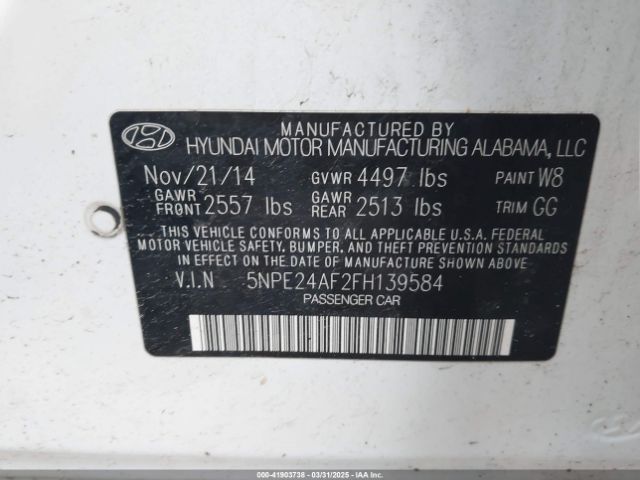 MANUFACTURED BY
HYUNDAI MOTOR MANUFACTURING ALABAMA, LLC
Nov/21/14 GVWR 4497 lbs PAINT W8
GAWR FRONT 2557 lbs GAWR REAR 2513 lbs TRIM GG
THIS VEHICLE CONFORMS TO ALL APPLICABLE U.S.A. FEDERAL
MOTOR VEHICLE SAFETY, BUMPER, AND THEFT PREVENTION STANDARDS
IN EFFECT ON THE DATE OF MANUFACTURE SHOWN ABOVE.
V.I.N 5NPE24AF2FH139584
PASSENGER CAR
000-41903738 - 03/31/2025 - IAA Inc.